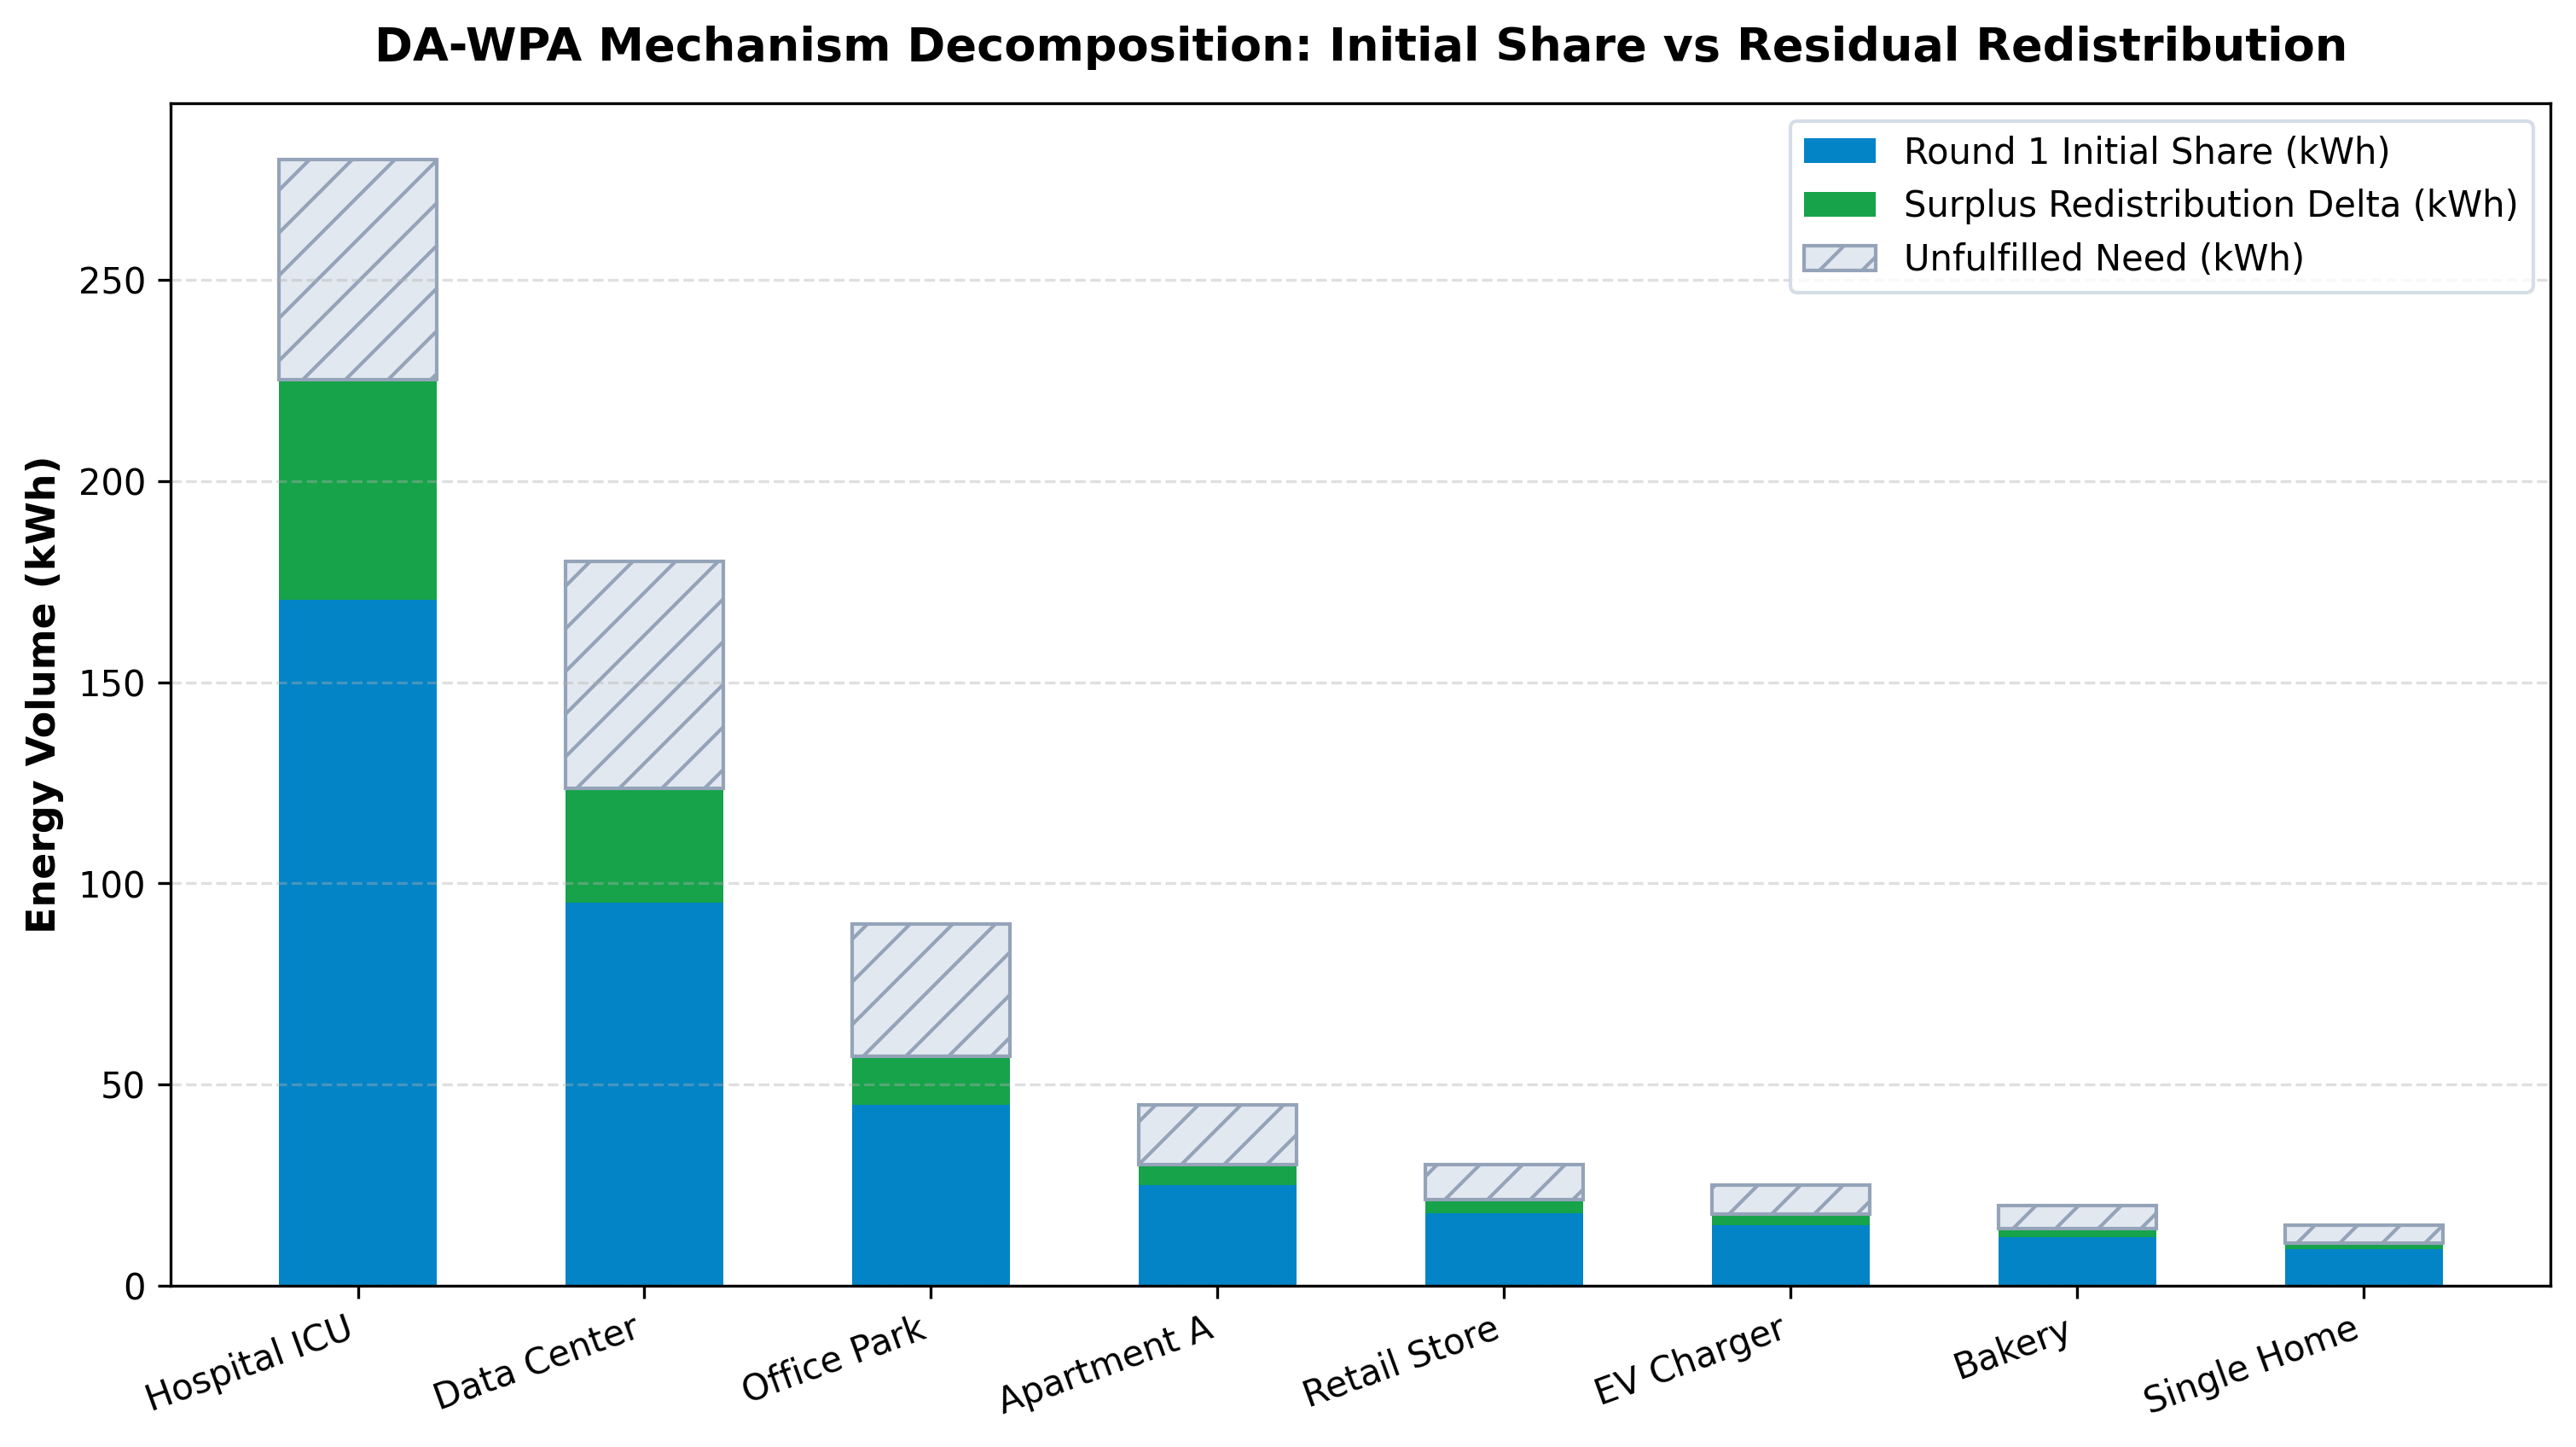 DA-WPA Mechanism Decomposition: Initial Share vs Residual Redistribution
Round 1 Initial Share (kWh)
Surplus Redistribution Delta (kWh)
Unfulfilled Need (kWh)
Energy Volume (kWh)
250
200
150
100
50
0
Hospital ICU
Data Center
Office Park
Apartment A
Retail Store
EV Charger
Bakery
Single Home